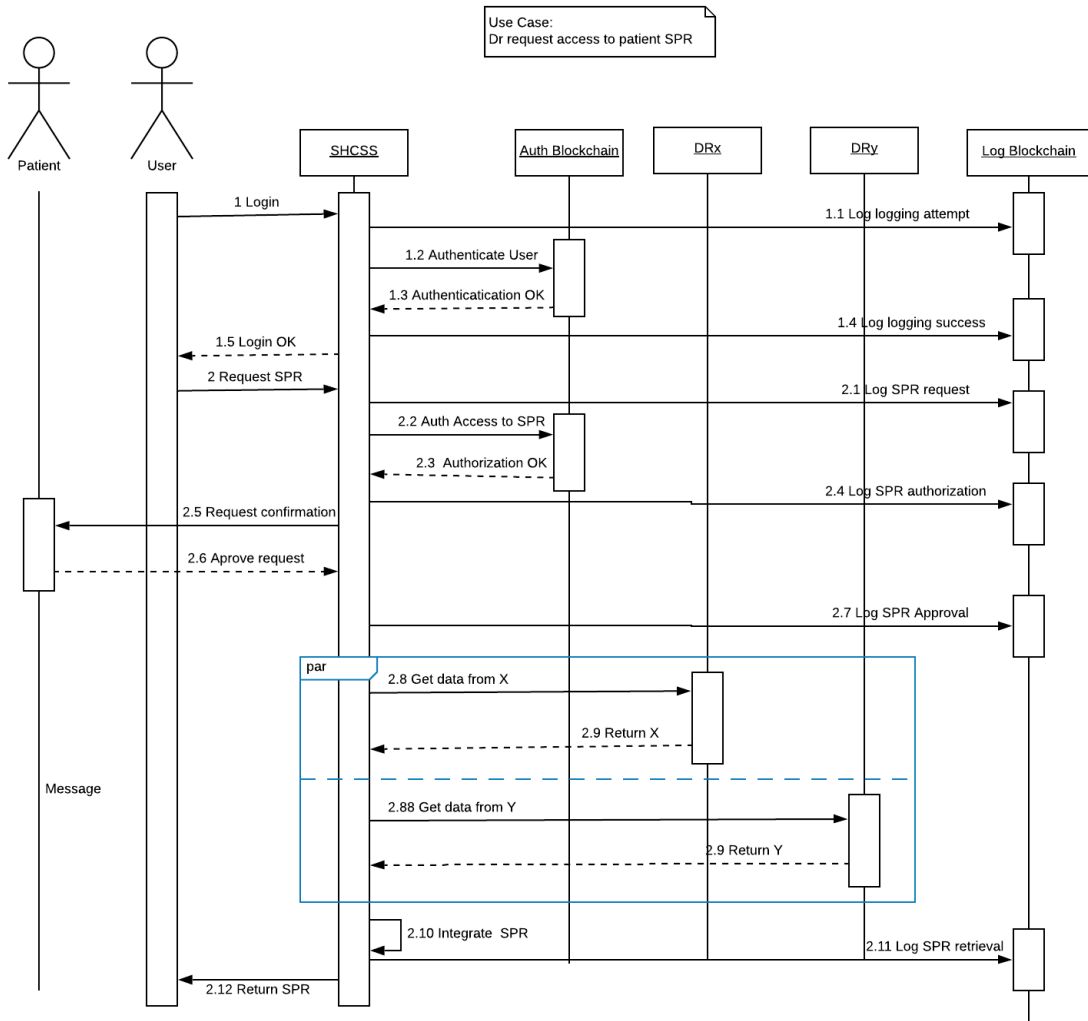 Use Case:
Dr request access to patient SPR
Patient
User
SHCSS
Auth Blockchain
DRx
DRy
Log Blockchain
1 Login
1.1 Log logging attempt
1.2 Authenticate User
1.3 Authenticatication OK
1.4 Log logging success
1.5 Login OK
2 Request SPR
2.1 Log SPR request
2.2 Auth Access to SPR
2.3 Authorization OK
2.4 Log SPR authorization
2.5 Request confirmation
2.6 Aprove request
2.7 Log SPR Approval
par
2.8 Get data from X
2.9 Return X
Message
2.88 Get data from Y
2.9 Return Y
2.10 Integrate SPR
2.11 Log SPR retrieval
2.12 Return SPR